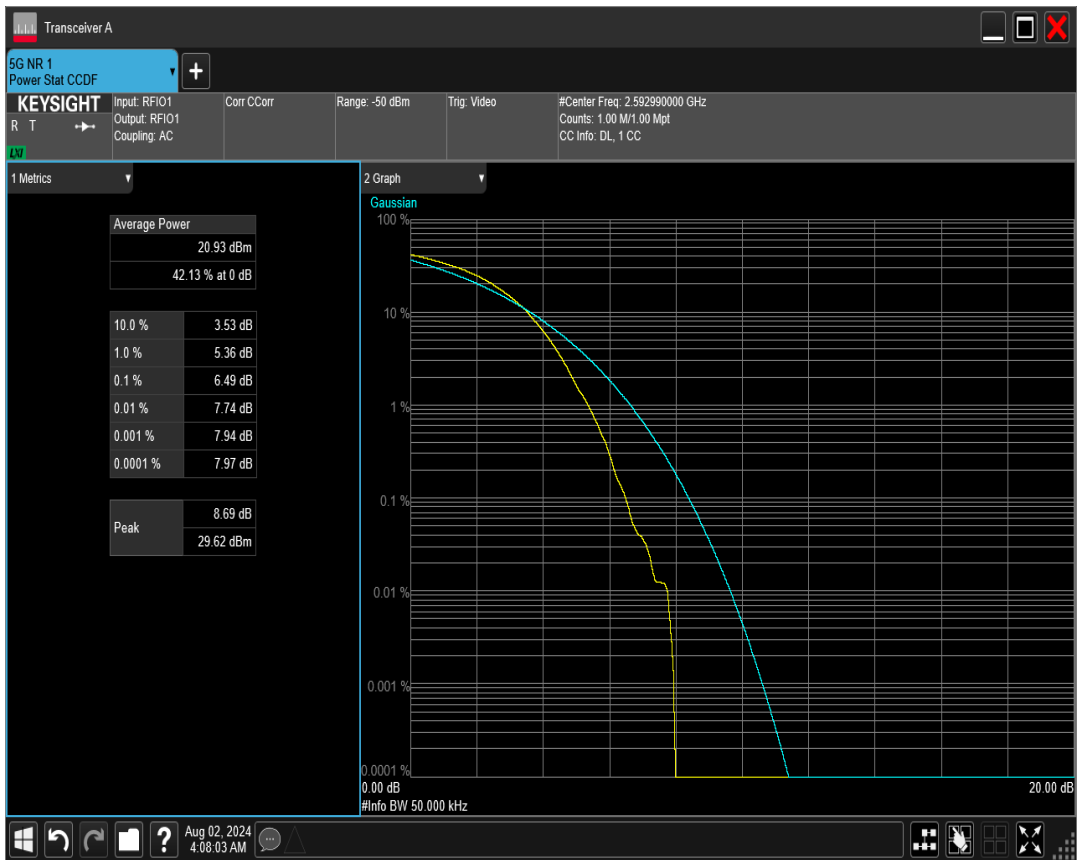 Transceiver A
5G NR 1
Power Stat CCDF
KEYSIGHT
R T
LXI
Input: RFIO1
Output: RFIO1
Coupling: AC
Corr CCorr
Range: -50 dBm
Trig: Video
#Center Freq: 2.592990000 GHz
Counts: 1.00 M/1.00 Mpt
CC Info: DL, 1 CC
1 Metrics
Average Power
20.93 dBm
42.13 % at 0 dB
10.0 % 3.53 dB
1.0 % 5.36 dB
0.1 % 6.49 dB
0.01 % 7.74 dB
0.001 % 7.94 dB
0.0001 % 7.97 dB
Peak
8.69 dB
29.62 dBm
2 Graph
Gaussian
100 %
10 %
1 %
0.1 %
0.01 %
0.001 %
0.0001 %
0.00 dB 20.00 dB
#Info BW 50.000 kHz
?
Aug 02, 2024
4:08:03 AM